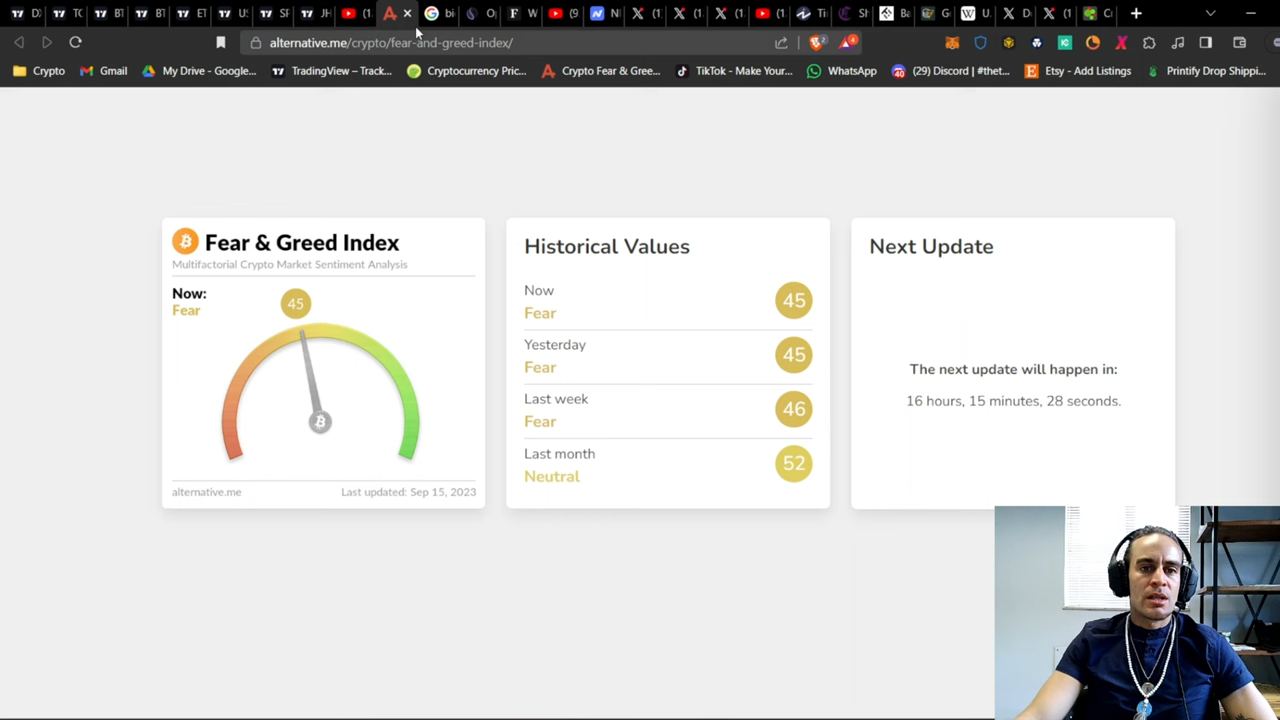 alternative.me/crypto/fear-and-greed-index/
Crypto
Gmail
My Drive - Google...
TradingView – Track...
Cryptocurrency Pric...
Crypto Fear & Gree...
TikTok - Make Your...
WhatsApp
(29) Discord | #thet...
Etsy - Add Listings
Printify Drop Shippi...
Fear & Greed Index
Multifactorial Crypto Market Sentiment Analysis
Now:
Fear
45
alternative.me
Last updated: Sep 15, 2023
Historical Values
Now
Fear
45
Yesterday
Fear
45
Last week
Fear
46
Last month
Neutral
52
Next Update
The next update will happen in:
16 hours, 15 minutes, 28 seconds.